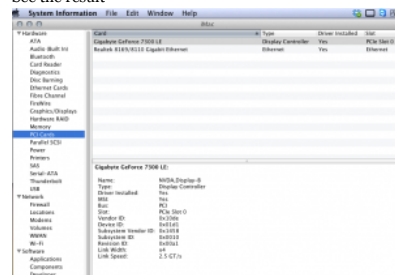 See the result
System Information File Edit Window Help
iMac
Hardware
ATA
Audio (Built In)
Bluetooth
Card Reader
Diagnostics
Disc Burning
Ethernet Cards
Fibre Channel
FireWire
Graphics/Displays
Hardware RAID
Memory
PCI Cards
Parallel SCSI
Power
Printers
SAS
Serial-ATA
Thunderbolt
USB
Network
Firewall
Locations
Modems
Volumes
WWAN
Wi-Fi
Software
Applications
Components
Developer
Card Type Driver Installed Slot
Gigabyte GeForce 7300 LE Display Controller Yes PCIe Slot 0
Realtek 8169/8110 Gigabit Ethernet Ethernet Yes
Gigabyte GeForce 7300 LE:
Name: NVDA,Display-B
Type: Display Controller
Driver Installed: Yes
MSI: Yes
Bus: PCI
Slot: PCIe Slot 0
Vendor ID: 0x10de
Device ID: 0x01d1
Subsystem Vendor ID: 0x1458
Subsystem ID:
Revision ID: 0x00a1
Link Width: x4
Link Speed: 2.5 GT/s